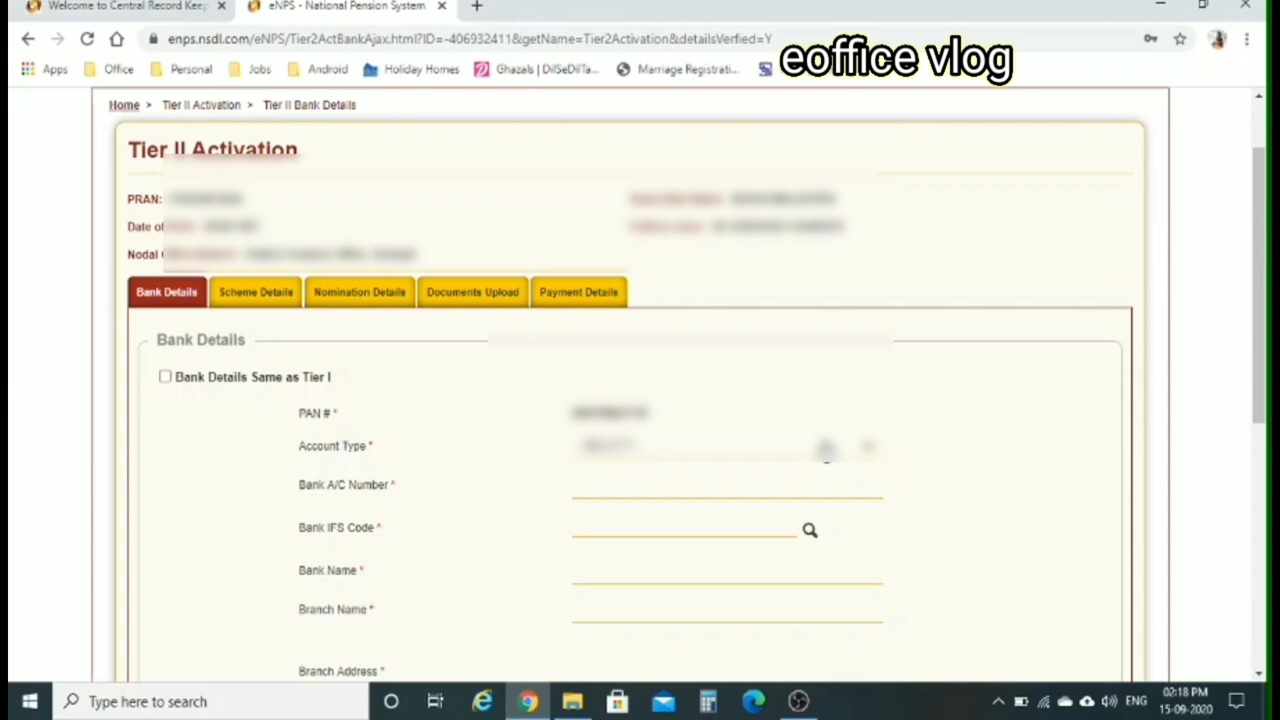 Welcome to Central Record Keep
eNPS - National Pension System
enps.nsdl.com/eNPS/Tier2ActBankAjax.html?ID=-406932411&getName=Tier2Activation&detailsVerfied=Y
eoffice vlog
Apps Office Personal Jobs Android Holiday Homes Ghazals | DilSeDilTa... Marriage Registrati...
Home > Tier II Activation > Tier II Bank Details
Tier II Activation
PRAN:
Date of
Nodal
Bank Details Scheme Details Nomination Details Documents Upload Payment Details
Bank Details
Bank Details Same as Tier I
PAN # *
Account Type *
Bank A/C Number *
Bank IFS Code *
Bank Name *
Branch Name *
Branch Address *
Type here to search
ENG
02:18 PM
15-09-2020